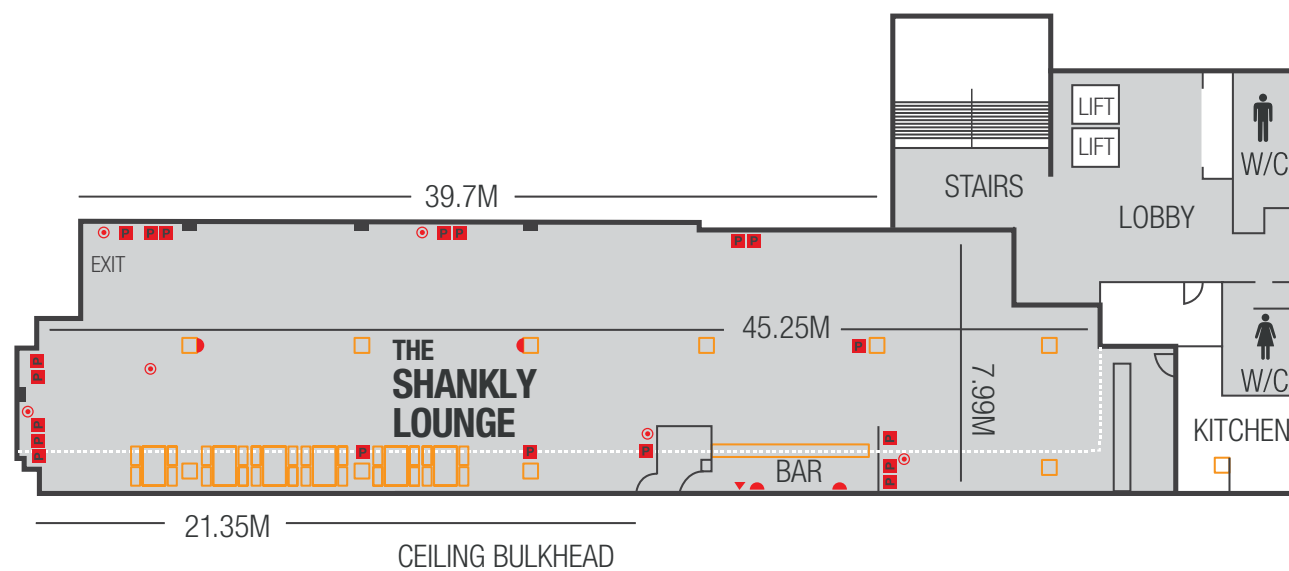 LIFT
LIFT
W/C
STAIRS
39.7M
LOBBY
P P P
P P
P P
EXIT
45.25M
THE
SHANKLY
LOUNGE
P
P
P
7.99M
W/C
P
P
P
P
P
P
P
P
P
KITCHEN
BAR
21.35M
CEILING BULKHEAD